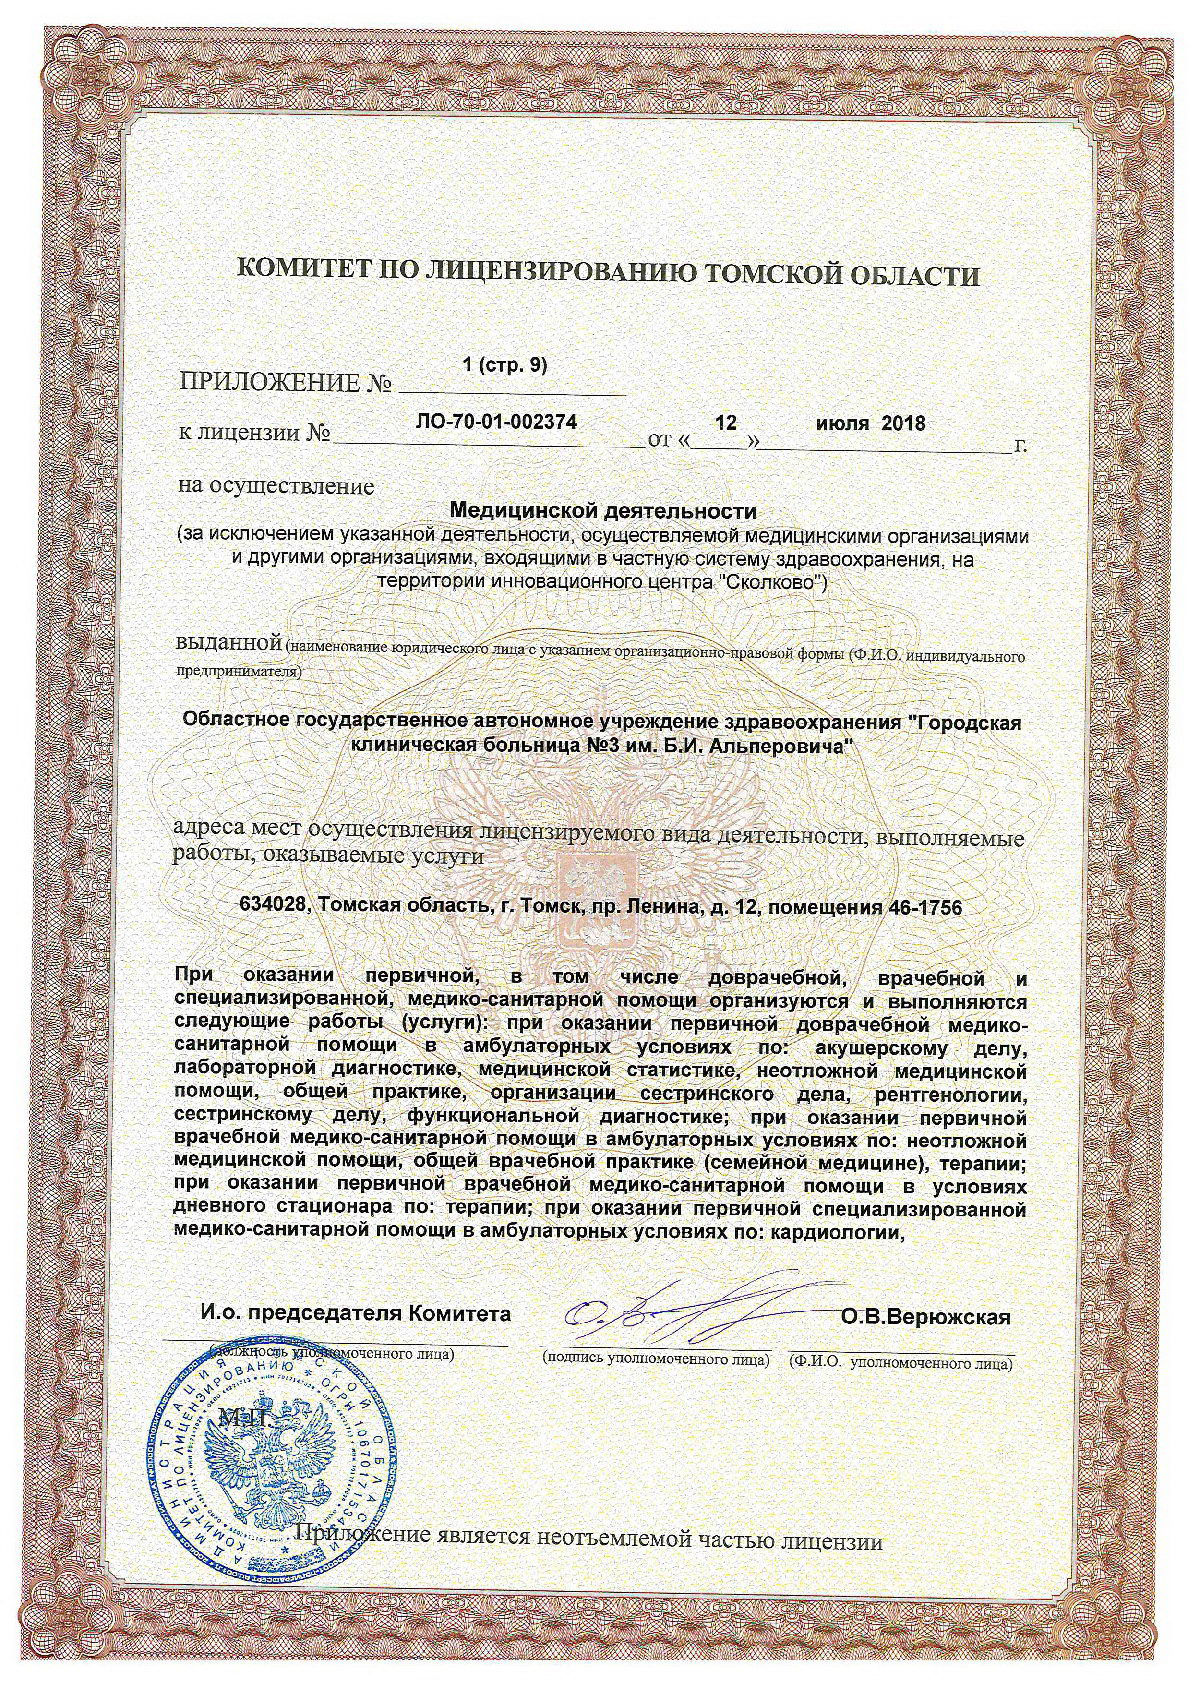 КОМИТЕТ ПО ЛИЦЕНЗИРОВАНИЮ ТОМСКОЙ ОБЛАСТИ
1 (стр. 9)
ПРИЛОЖЕНИЕ №
ЛО-70-01-002374 12 июля 2018
к лицензии № от « » г.
на осуществление
Медицинской деятельности
(за исключением указанной деятельности, осуществляемой медицинскими организациями
и другими организациями, входящими в частную систему здравоохранения, на
территории инновационного центра "Сколково")
выданной (наименование юридического лица с указанием организационно-правовой формы (Ф.И.О. индивидуального
предпринимателя)
Областное государственное автономное учреждение здравоохранения "Городская
клиническая больница №3 им. Б.И. Альперовича"
адреса мест осуществления лицензируемого вида деятельности, выполняемые
работы, оказываемые услуги
634028, Томская область, г. Томск, пр. Ленина, д. 12, помещения 46-1756
При оказании первичной, в том числе доврачебной, врачебной и
специализированной, медико-санитарной помощи организуются и выполняются
следующие работы (услуги): при оказании первичной доврачебной медико-
санитарной помощи в амбулаторных условиях по: акушерскому делу,
лабораторной диагностике, медицинской статистике, неотложной медицинской
помощи, общей практике, организации сестринского дела, рентгенологии,
сестринскому делу, функциональной диагностике; при оказании первичной
врачебной медико-санитарной помощи в амбулаторных условиях по: неотложной
медицинской помощи, общей врачебной практике (семейной медицине), терапии;
при оказании первичной врачебной медико-санитарной помощи в условиях
дневного стационара по: терапии; при оказании первичной специализированной
медико-санитарной помощи в амбулаторных условиях по: кардиологии,
И.о. председателя Комитета О.В.Верюжская
(должность уполномоченного лица) (подпись уполномоченного лица) (Ф.И.О. уполномоченного лица)
АДМИНИСТРАЦИЯ ТОМСКОЙ ОБЛАСТИ
КОМИТЕТ ПО ЛИЦЕНЗИРОВАНИЮ * ОГРН
М.П.
Приложение является неотъемлемой частью лицензии